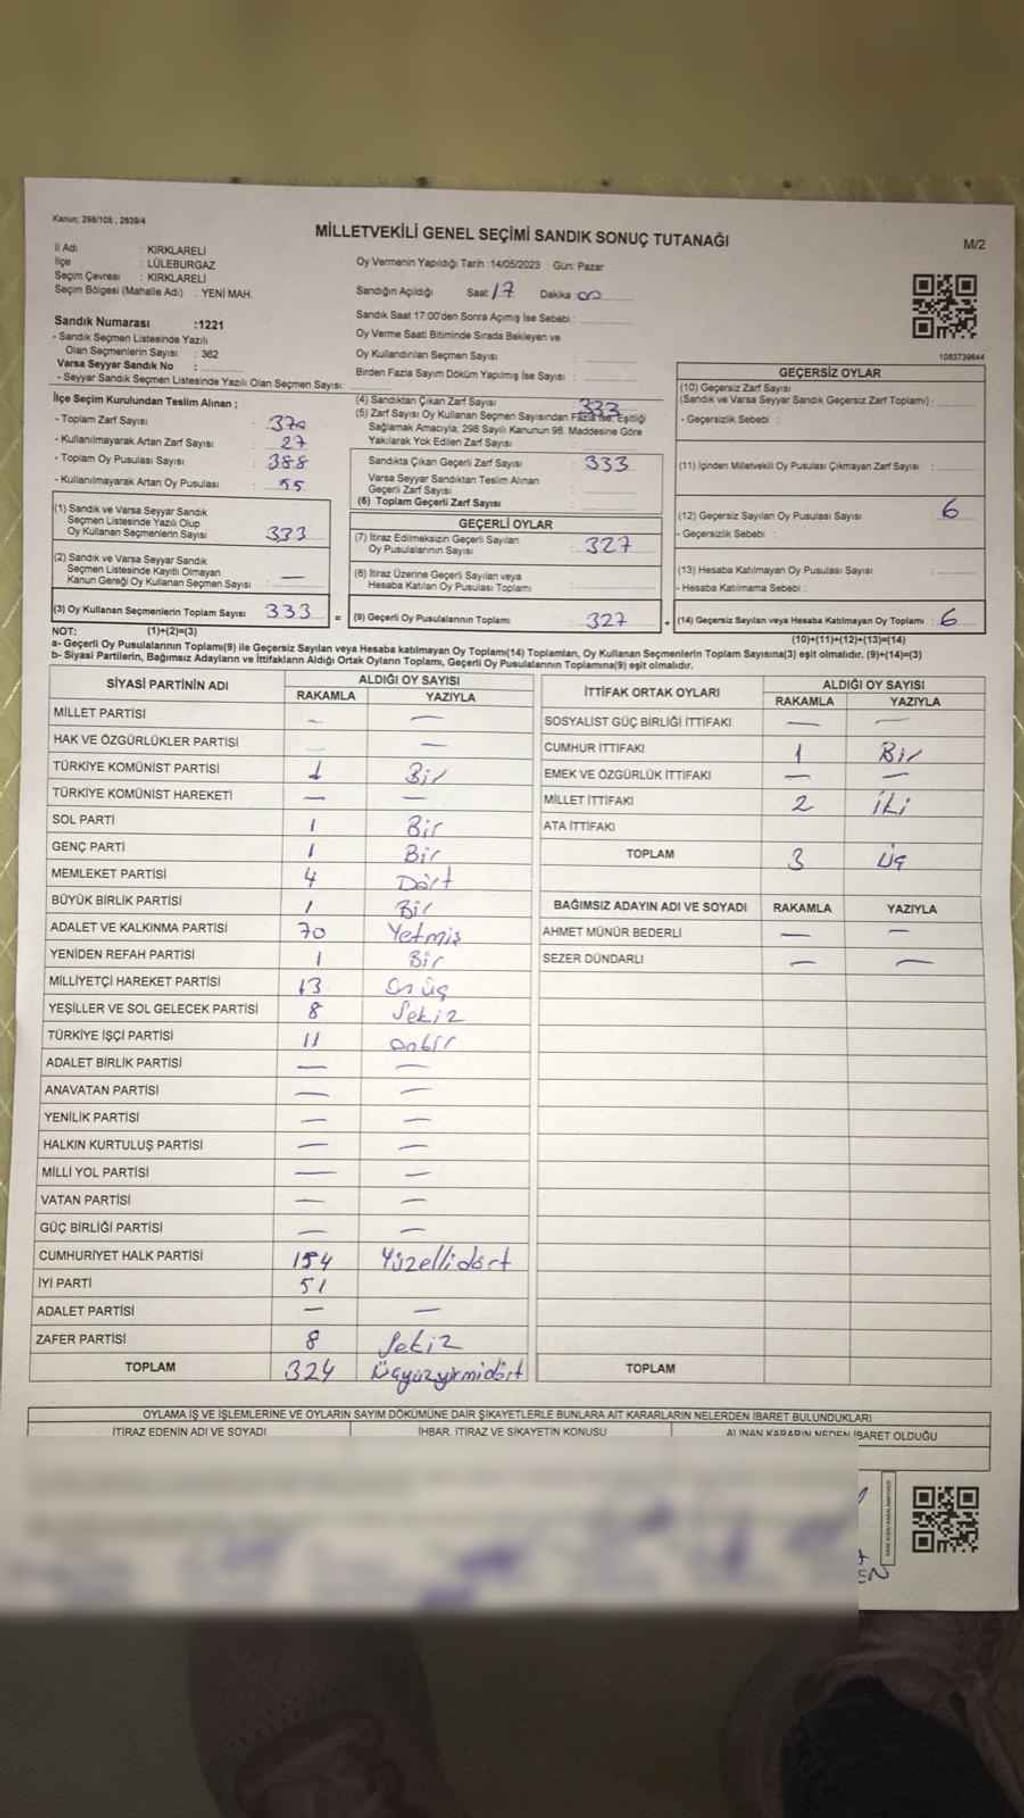 Kanun: 298/105 , 2839/4
MİLLETVEKİLİ GENEL SEÇİMİ SANDIK SONUÇ TUTANAĞI
M/2
İl Adı : KIRKLARELİ
İlçe : LÜLEBURGAZ
Seçim Çevresi : KIRKLARELİ
Seçim Bölgesi (Mahalle Adı) : YENİ MAH.
Oy Vermenin Yapıldığı Tarih :14/05/2023 Gün: Pazar
Sandığın Açıldığı Saat 17 Dakika 00
Sandık Numarası :1221
- Sandık Seçmen Listesinde Yazılı
Olan Seçmenlerin Sayısı : 362
Varsa Seyyar Sandık No :
- Seyyar Sandık Seçmen Listesinde Yazılı Olan Seçmen Sayısı:
Sandık Saat 17:00'den Sonra Açımış İse Sebebi :
Oy Verme Saati Bitiminde Sırada Bekleyen ve
Oy Kullandırılan Seçmen Sayısı
Birden Fazla Sayım Döküm Yapılmış İse Sayısı :
1083739844
İlçe Seçim Kurulundan Teslim Alınan ;
- Toplam Zarf Sayısı :
- Kullanılmayarak Artan Zarf Sayısı : 27
- Toplam Oy Pusulası Sayısı : 388
- Kullanılmayarak Artan Oy Pusulası : 55
(1) Sandık ve Varsa Seyyar Sandık
Seçmen Listesinde Yazılı Olup
Oy Kullanan Seçmenlerin Sayısı 333
(2) Sandık ve Varsa Seyyar Sandık
Seçmen Listesinde Kayıtlı Olmayan
Kanun Gereği Oy Kullanan Seçmen Sayısı : —
(3) Oy Kullanan Seçmenlerin Toplam Sayısı 333 =
(4) Sandıktan Çıkan Zarf Sayısı 333
(5) Zarf Sayısı Oy Kullanan Seçmen Sayısından Fazla ise, Eşitliği
Sağlamak Amacıyla, 298 Sayılı Kanunun 98. Maddesine Göre
Yakılarak Yok Edilen Zarf Sayısı
Sandıkta Çıkan Geçerli Zarf Sayısı : 333
Varsa Seyyar Sandıktan Teslim Alınan
Geçerli Zarf Sayısı
(6) Toplam Geçerli Zarf Sayısı
GEÇERLİ OYLAR
(7) İtiraz Edilmeksizin Geçerli Sayılan
Oy Pusulalarının Sayısı : 327
(8) İtiraz Üzerine Geçerli Sayılan veya
Hesaba Katılan Oy Pusulası Toplamı
(9) Geçerli Oy Pusulalarının Toplamı 327 +
GEÇERSİZ OYLAR
(10) Geçersiz Zarf Sayısı
(Sandık ve Varsa Seyyar Sandık Geçersiz Zarf Toplamı) :
- Geçersizlik Sebebi :
(11) İçinden Milletvekili Oy Pusulası Çıkmayan Zarf Sayısı :
(12) Geçersiz Sayılan Oy Pusulası Sayısı 6
- Geçersizlik Sebebi :
(13) Hesaba Katılmayan Oy Pusulası Sayısı
- Hesaba Katılmama Sebebi :
(14) Geçersiz Sayılan veya Hesaba Katılmayan Oy Toplamı : 6
NOT: (1)+(2)=(3)
(10)+(11)+(12)+(13)=(14)
a- Geçerli Oy Pusulalarının Toplamı(9) ile Geçersiz Sayılan veya Hesaba katılmayan Oy Toplamı(14) Toplamları, Oy Kullanan Seçmenlerin Toplam Sayısına(3) eşit olmalıdır. (9)+(14)=(3)
b- Siyasi Partilerin, Bağımsız Adayların ve İttifakların Aldığı Ortak Oyların Toplamı, Geçerli Oy Pusulalarının Toplamına(9) eşit olmalıdır.
SİYASİ PARTİNİN ADI ALDIĞI OY SAYISI
RAKAMLA YAZIYLA
MİLLET PARTİSİ — —
HAK VE ÖZGÜRLÜKLER PARTİSİ —
TÜRKİYE KOMÜNİST PARTİSİ 1 Bir
TÜRKİYE KOMÜNİST HAREKETİ — —
SOL PARTİ 1 Bir
GENÇ PARTİ 1 Bir
MEMLEKET PARTİSİ 4 Dört
BÜYÜK BİRLİK PARTİSİ 1 Bir
ADALET VE KALKINMA PARTİSİ 70 Yetmiş
YENİDEN REFAH PARTİSİ 1 Bir
MİLLİYETÇİ HAREKET PARTİSİ 13 Onüç
YEŞİLLER VE SOL GELECEK PARTİSİ 8 Sekiz
TÜRKİYE İŞÇİ PARTİSİ 11 Onbir
ADALET BİRLİK PARTİSİ — —
ANAVATAN PARTİSİ — —
YENİLİK PARTİSİ — —
HALKIN KURTULUŞ PARTİSİ — —
MİLLİ YOL PARTİSİ — —
VATAN PARTİSİ — —
GÜÇ BİRLİĞİ PARTİSİ — —
CUMHURİYET HALK PARTİSİ 154 Yüzellidört
İYİ PARTİ 51
ADALET PARTİSİ — —
ZAFER PARTİSİ 8 Sekiz
TOPLAM 324 Üçyüzyirmidört
İTTİFAK ORTAK OYLARI ALDIĞI OY SAYISI
RAKAMLA YAZIYLA
SOSYALİST GÜÇ BİRLİĞİ İTTİFAKI — —
CUMHUR İTTİFAKI 1 Bir
EMEK VE ÖZGÜRLÜK İTTİFAKI — —
MİLLET İTTİFAKI 2 İki
ATA İTTİFAKI
TOPLAM 3 Üç
BAĞIMSIZ ADAYIN ADI VE SOYADI RAKAMLA YAZIYLA
AHMET MÜNÜR BEDERLİ — —
SEZER DÜNDARLI — —
TOPLAM
OYLAMA İŞ VE İŞLEMLERİNE VE OYLARIN SAYIM DÖKÜMÜNE DAİR ŞİKAYETLERLE BUNLARA AİT KARARLARIN NELERDEN İBARET BULUNDUKLARI
İTİRAZ EDENİN ADI VE SOYADI İHBAR, İTİRAZ VE ŞİKAYETİN KONUSU ALINAN KARARIN NEDEN İBARET OLDUĞU